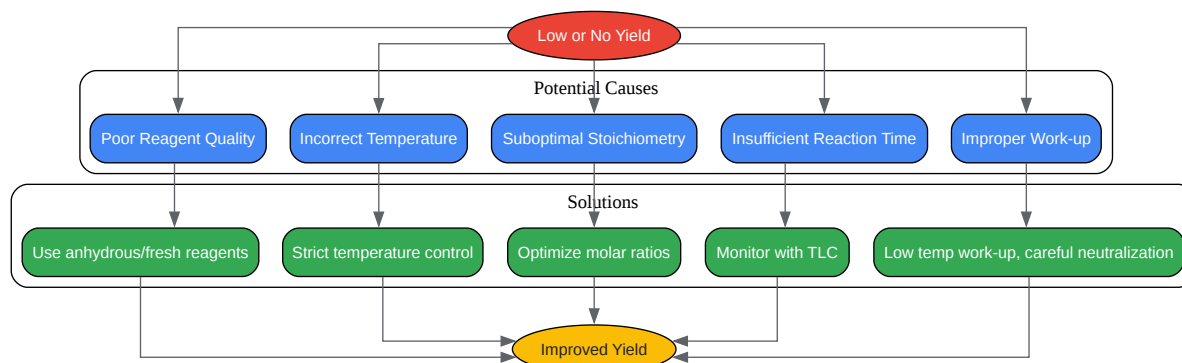 Low or No Yield
Potential Causes
Poor Reagent Quality
Incorrect Temperature
Suboptimal Stoichiometry
Insufficient Reaction Time
Improper Work-up
Solutions
Use anhydrous/fresh reagents
Strict temperature control
Optimize molar ratios
Monitor with TLC
Low temp work-up, careful neutralization
Improved Yield